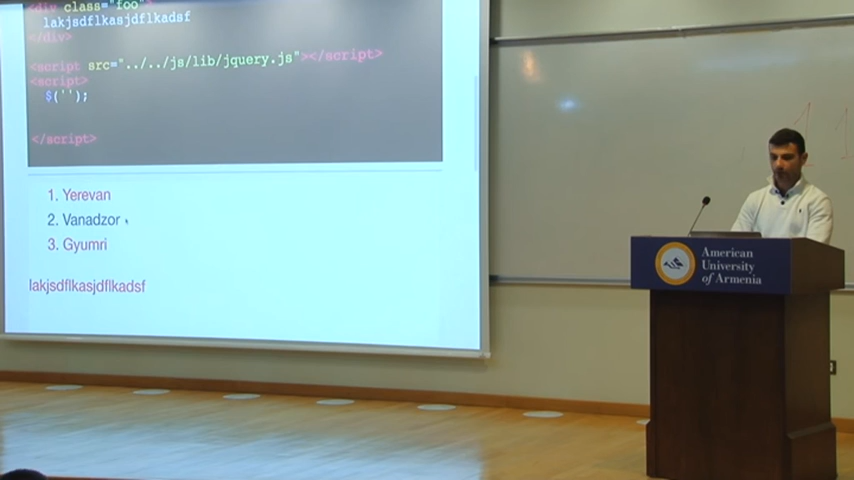 <div class="foo">
lakjsdflkasjdflkadsf
</div>
<script src="../../js/lib/jquery.js"></script>
<script>
$('');
</script>
1. Yerevan
2. Vanadzor
3. Gyumri
lakjsdflkasjdflkadsf
American
University
of Armenia